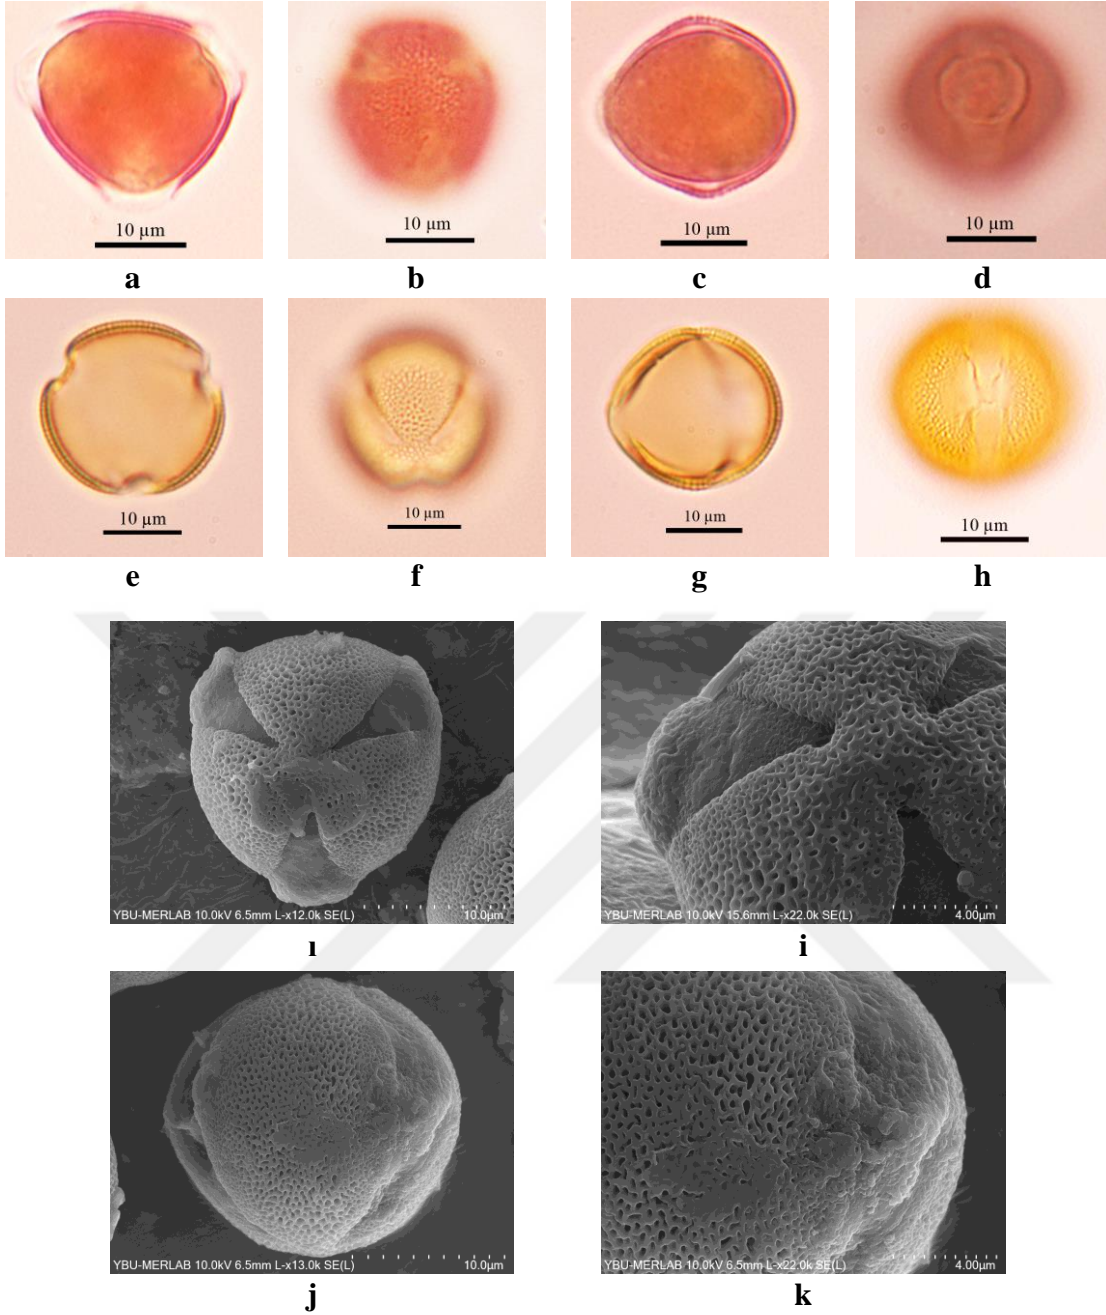 10 µm
10 µm
10 µm
10 µm
a
b
c
d
10 µm
10 µm
10 µm
10 µm
e
f
g
h
YBU-MERLAB 10.0kV 6.5mm L-x12.0k SE(L) 10.0µm
YBU-MERLAB 10.0kV 15.6mm L-x22.0k SE(L) 4.00µm
ı
i
YBU-MERLAB 10.0kV 6.5mm L-x13.0k SE(L) 10.0µm
YBU-MERLAB 10.0kV 6.5mm L-x22.0k SE(L) 4.00µm
j
k